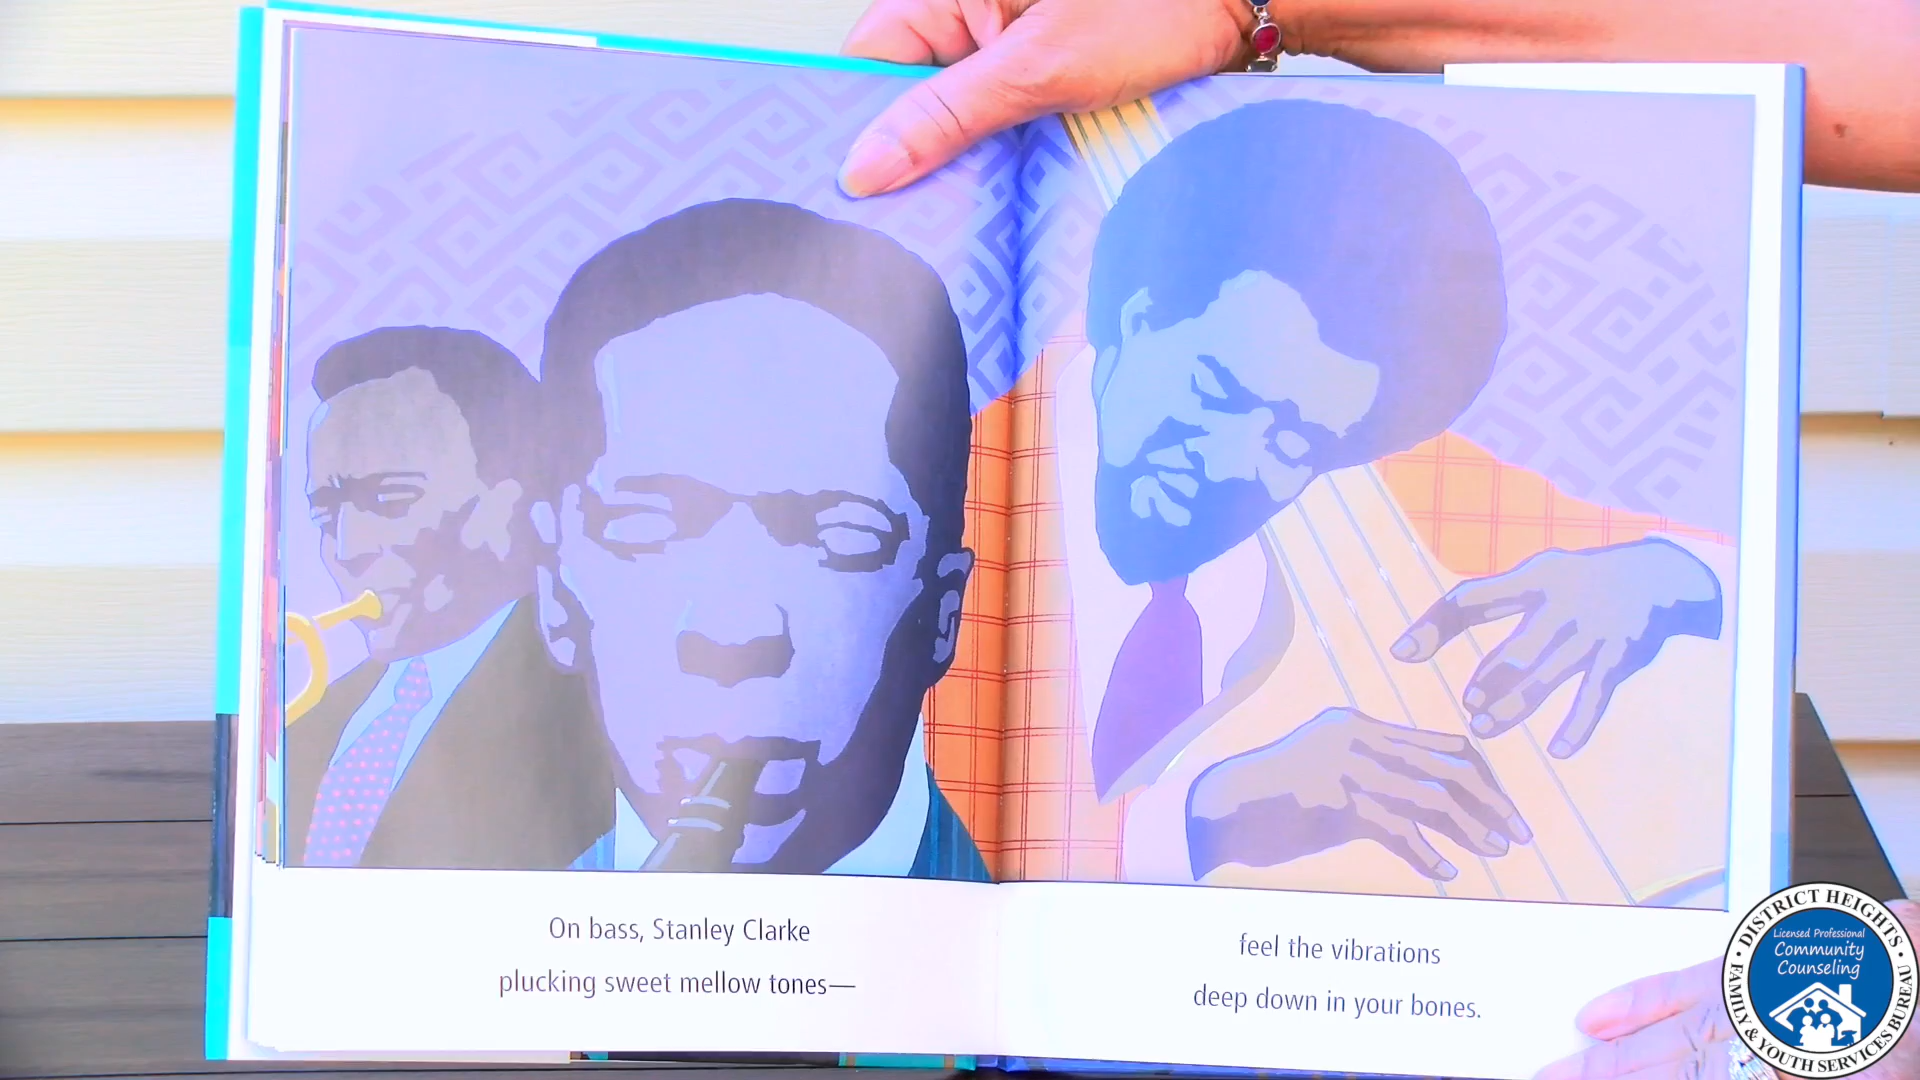 On bass, Stanley Clarke
plucking sweet mellow tones—
feel the vibrations
deep down in your bones.
DISTRICT HEIGHTS
Licensed Professional
Community
Counseling
FAMILY & YOUTH SERVICES BUREAU